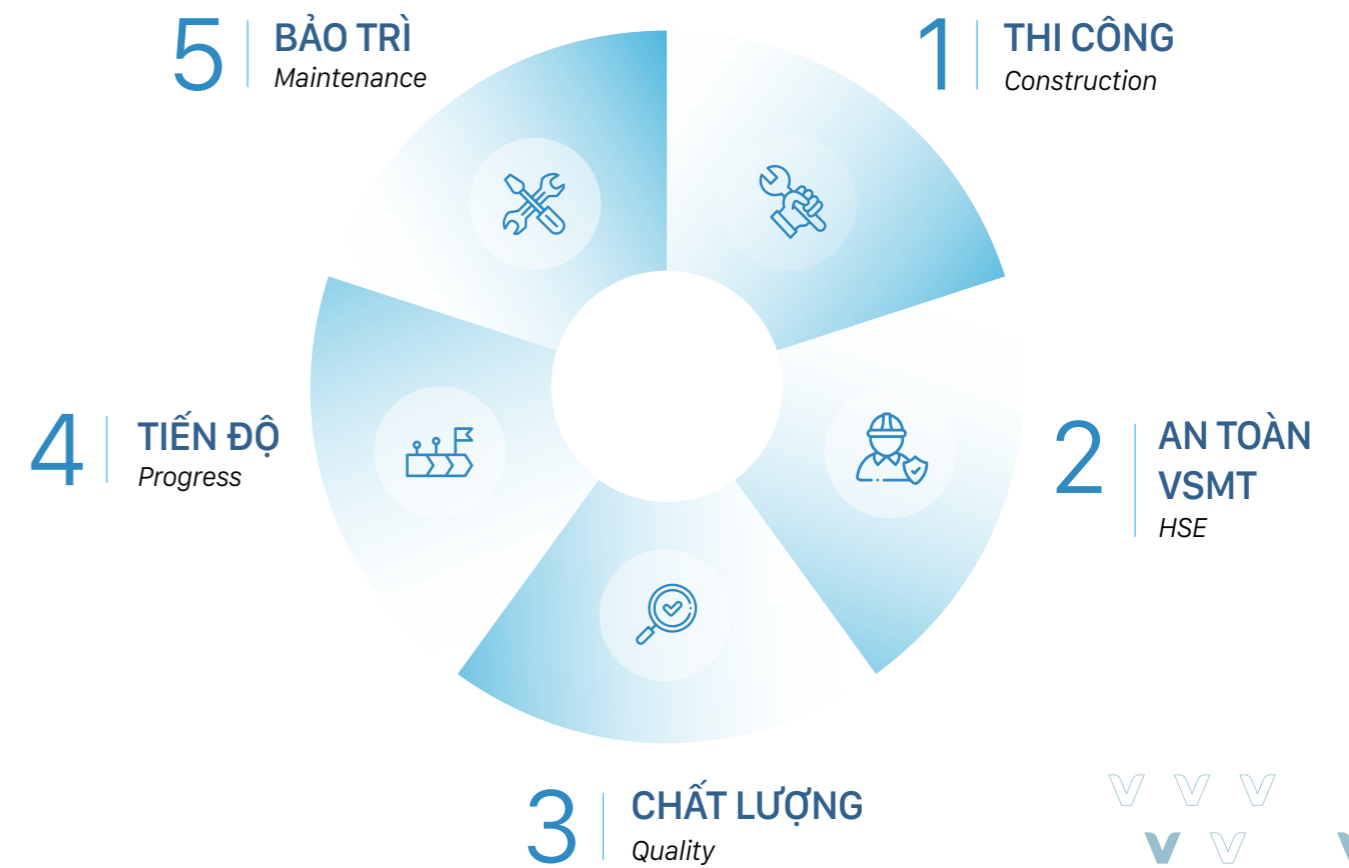 1
THI CÔNG
Construction
2
AN TOÀN
VSMT
HSE
3
CHẤT LƯỢNG
Quality
4
TIẾN ĐỘ
Progress
5
BẢO TRÌ
Maintenance